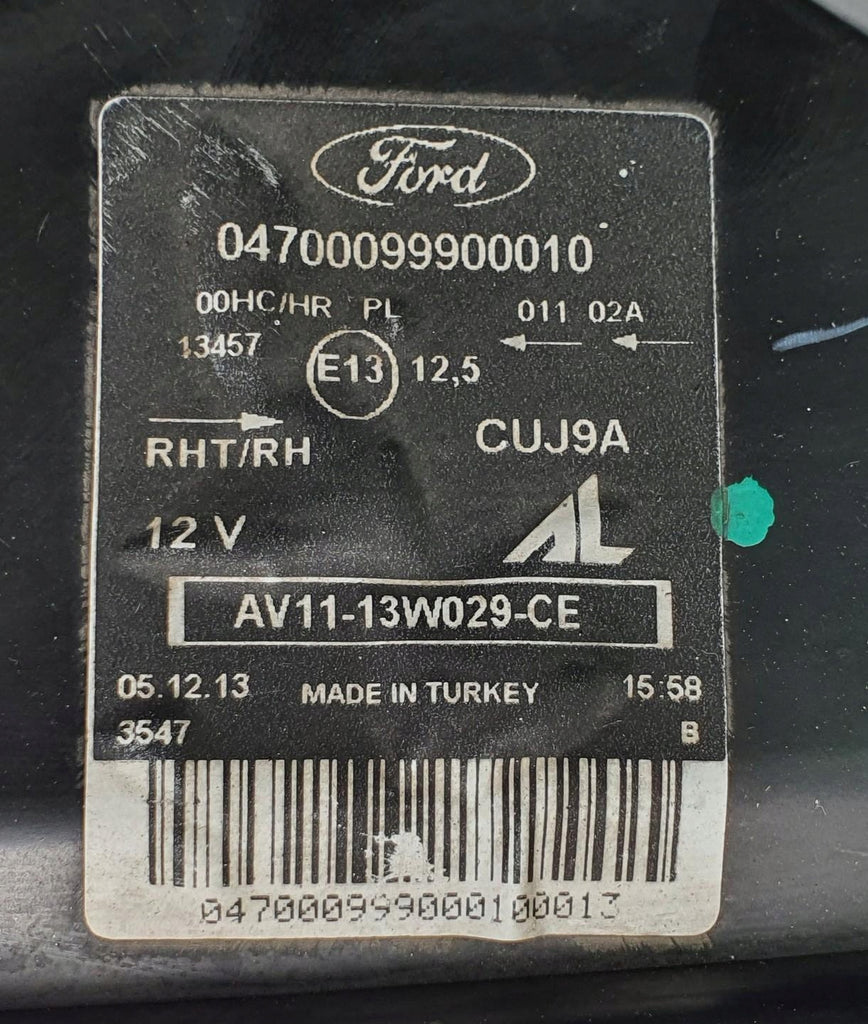 Ford
04700099900010
00HC/HR PL 011 02A
13457 E13 12,5
RHT/RH CUJ9A
12 V AL
AV11-13W029-CE
05.12.13 MADE IN TURKEY 15:58
3547 B
047000999000100013